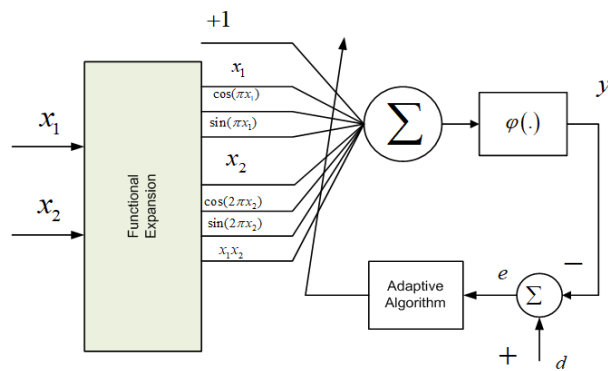 +1
x₁
cos(πx₁)
sin(πx₁)
x₂
cos(2πx₂)
sin(2πx₂)
x₁x₂
x₁
x₂
Functional
Expansion
Σ
φ(.)
y
Adaptive
Algorithm
e
Σ
−
+
d